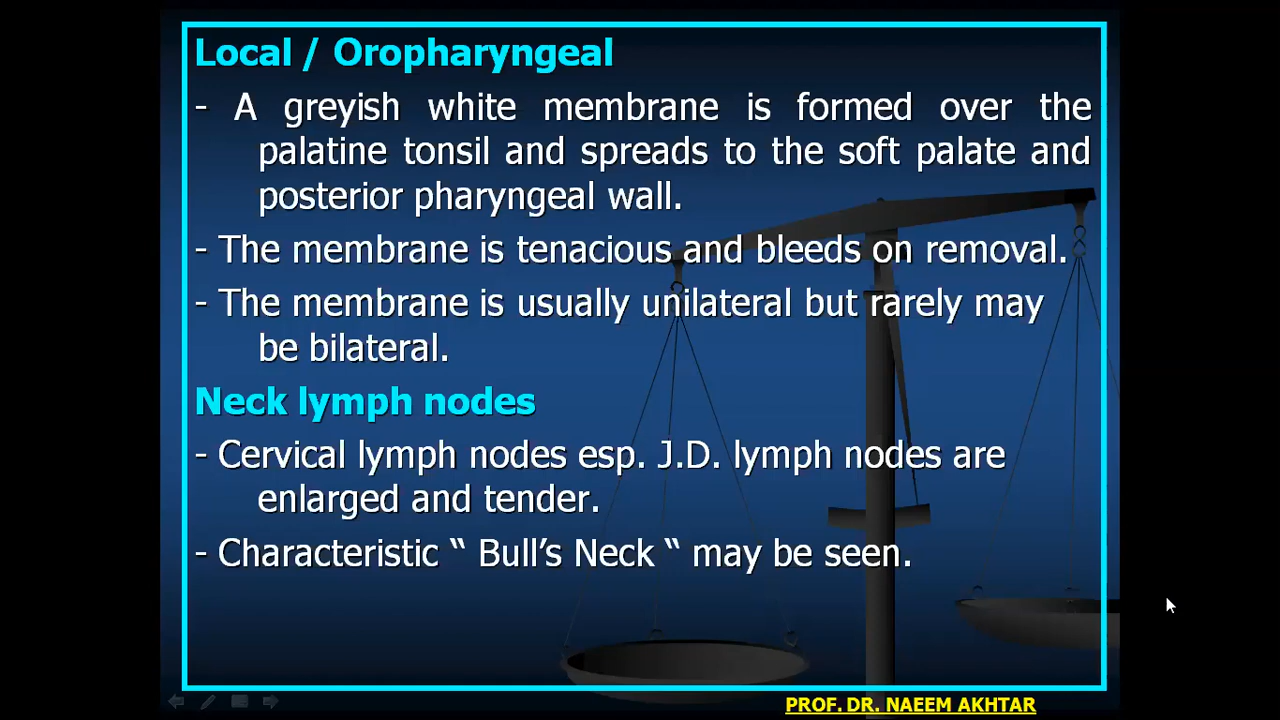 Local / Oropharyngeal
- A greyish white membrane is formed over the
palatine tonsil and spreads to the soft palate and
posterior pharyngeal wall.
- The membrane is tenacious and bleeds on removal.
- The membrane is usually unilateral but rarely may
be bilateral.
Neck lymph nodes
- Cervical lymph nodes esp. J.D. lymph nodes are
enlarged and tender.
- Characteristic “ Bull’s Neck “ may be seen.
PROF. DR. NAEEM AKHTAR